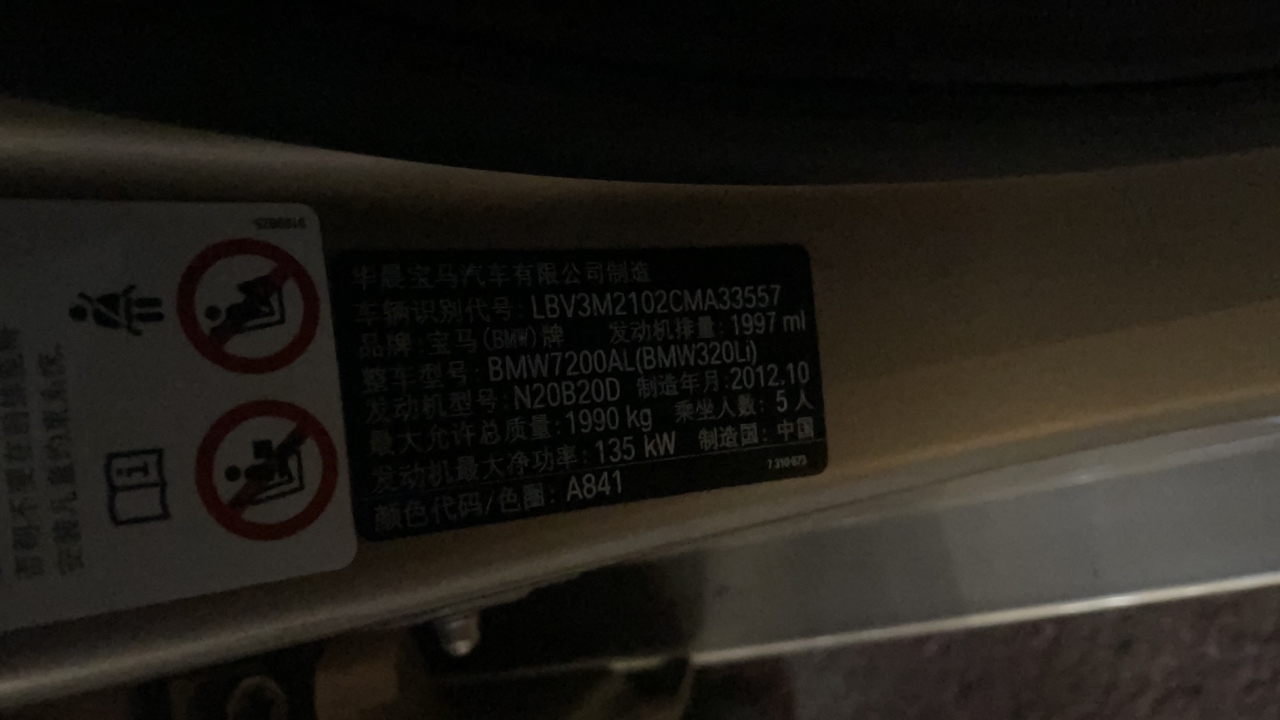 华晨宝马汽车有限公司制造
车辆识别代号: LBV3M2102CMA33557
品牌: 宝马(BMW)牌 发动机排量: 1997 ml
整车型号: BMW7200AL(BMW320Li)
发动机型号: N20B20D 制造年月: 2012.10
最大允许总质量: 1990 kg 乘坐人数: 5 人
发动机最大净功率: 135 kW 制造国: 中国
颜色代码/色圈: A841
7 310 673